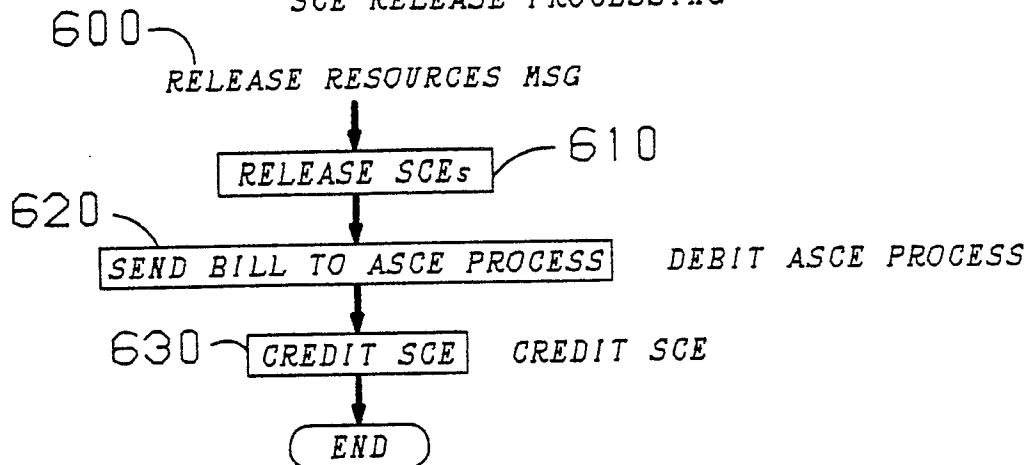 SCE RELEASE PROCESSING
600
RELEASE RESOURCES MSG
RELEASE SCEs
610
620
SEND BILL TO ASCE PROCESS DEBIT ASCE PROCESS
630
CREDIT SCE CREDIT SCE
END